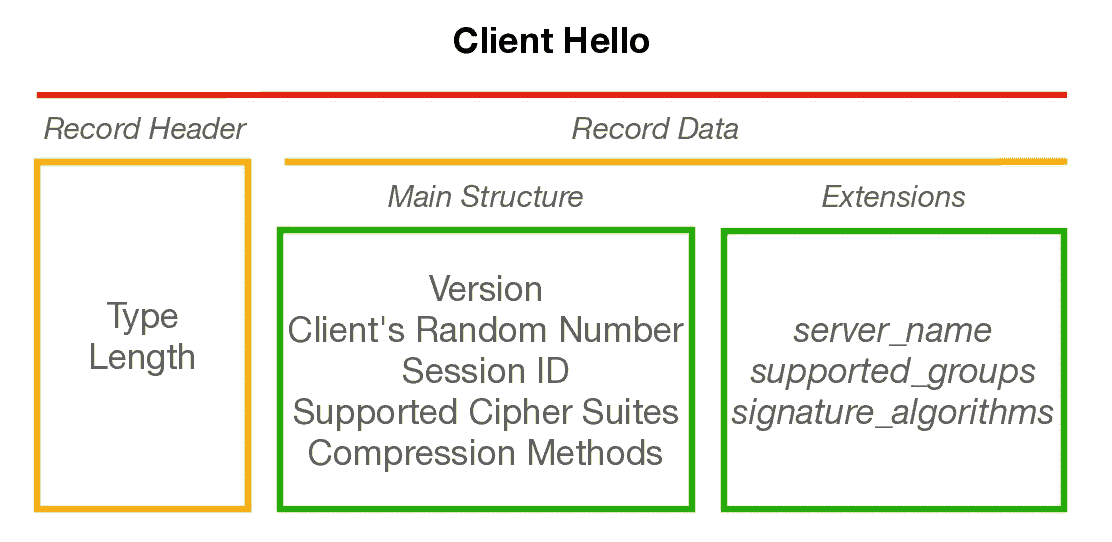 Client Hello
Record Header
Record Data
Main Structure
Extensions
Type
Length
Version
Client's Random Number
Session ID
Supported Cipher Suites
Compression Methods
server_name
supported_groups
signature_algorithms